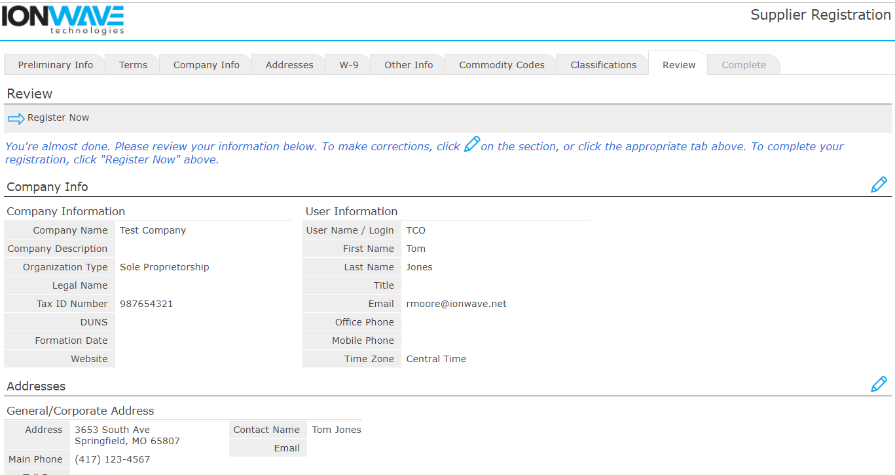 IONWAVE
technologies
Supplier Registration
Preliminary Info Terms Company Info Addresses W-9 Other Info Commodity Codes Classifications Review Complete
Review
Register Now
You're almost done. Please review your information below. To make corrections, click on the section, or click the appropriate tab above. To complete your
registration, click "Register Now" above.
Company Info
Company Information
Company Name Test Company
Company Description
Organization Type Sole Proprietorship
Legal Name
Tax ID Number 987654321
DUNS
Formation Date
Website
User Information
User Name / Login TCO
First Name Tom
Last Name Jones
Title
Email rmoore@ionwave.net
Office Phone
Mobile Phone
Time Zone Central Time
Addresses
General/Corporate Address
Address 3653 South Ave
Springfield, MO 65807
Main Phone (417) 123-4567
Contact Name Tom Jones
Email